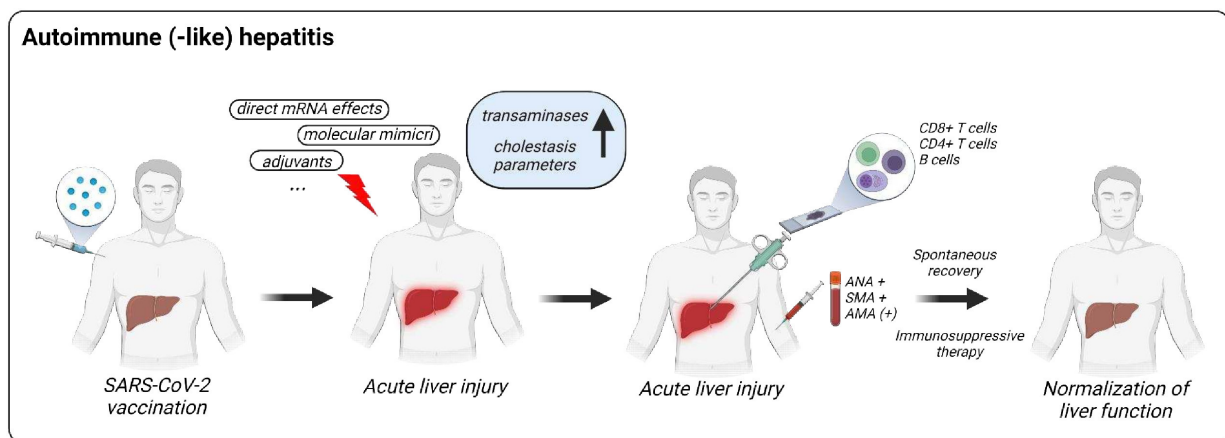 Autoimmune (-like) hepatitis
direct mRNA effects
molecular mimicri
adjuvants
...
transaminases
cholestasis
parameters
CD8+ T cells
CD4+ T cells
B cells
ANA +
SMA +
AMA (+)
Spontaneous
recovery
Immunosuppressive
therapy
SARS-CoV-2
vaccination
Acute liver injury
Acute liver injury
Normalization of
liver function